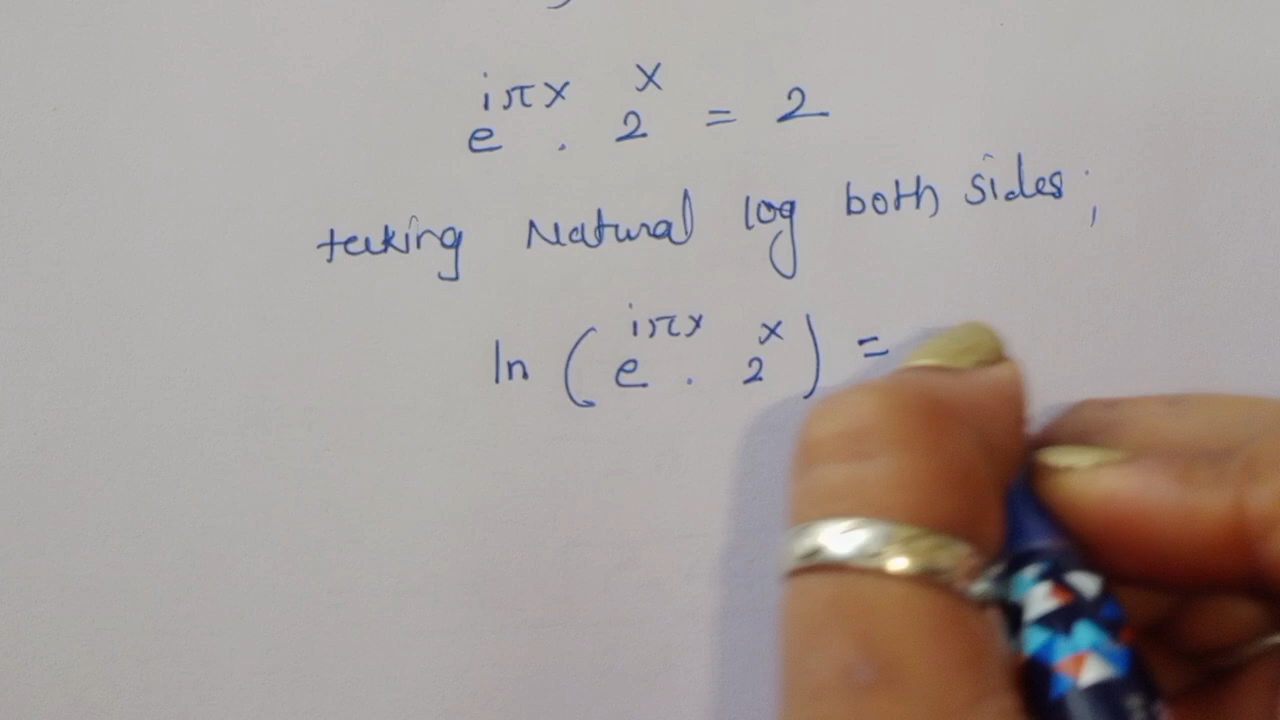 e^{iπx} . 2^x = 2
taking Natural log both sides,
ln (e^{iπx} . 2^x) =